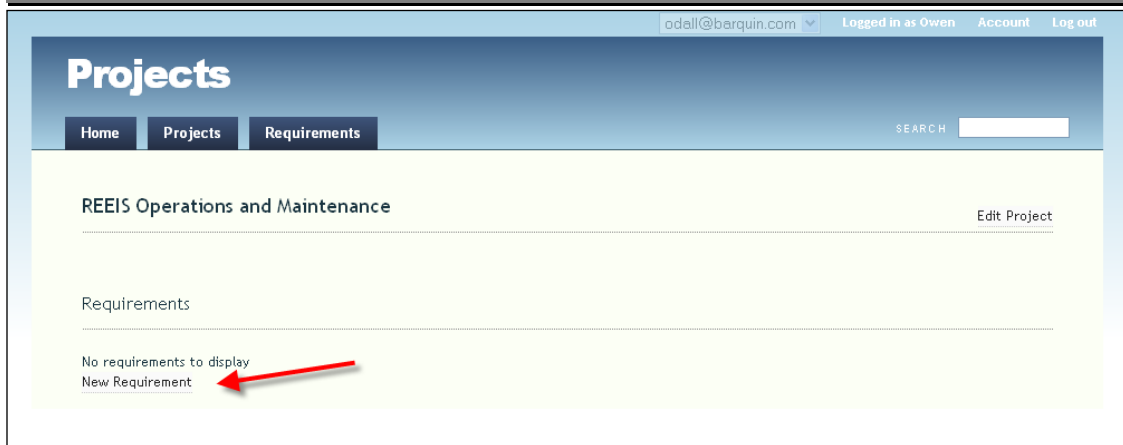 odall@barquin.com Logged in as Owen Account Log out
Projects
Home Projects Requirements SEARCH
REEIS Operations and Maintenance
Edit Project
Requirements
No requirements to display
New Requirement